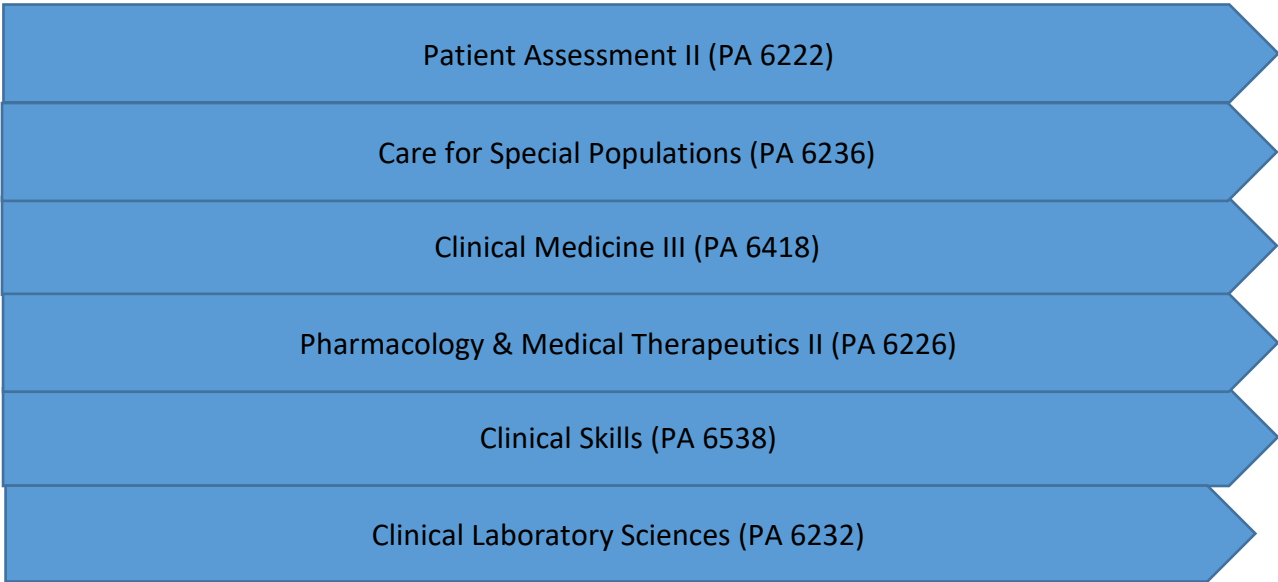 Patient Assessment II (PA 6222)
Care for Special Populations (PA 6236)
Clinical Medicine III (PA 6418)
Pharmacology & Medical Therapeutics II (PA 6226)
Clinical Skills (PA 6538)
Clinical Laboratory Sciences (PA 6232)